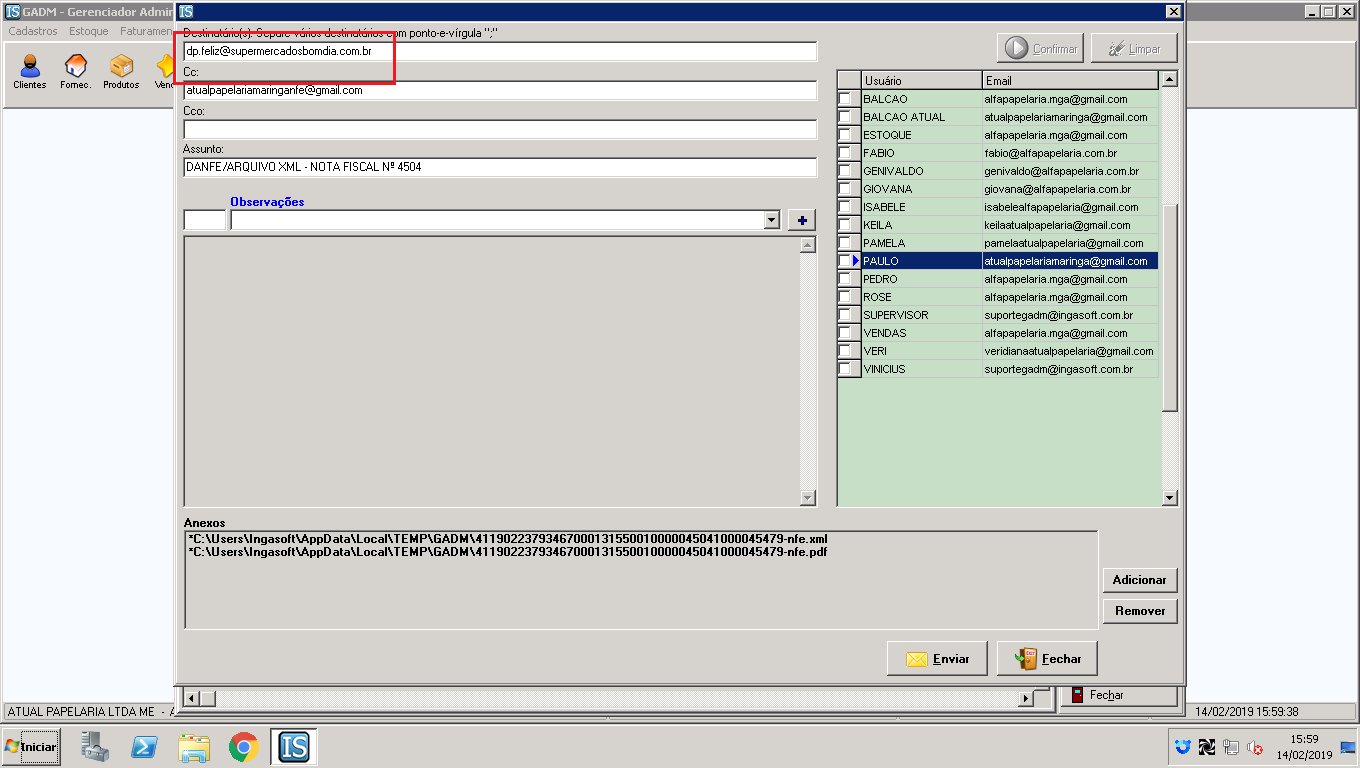 GADM - Gerenciador Admin
Cadastros Estoque Faturamen
Clientes Fornec. Produtos Ven
Destinatário(s): Separe vários destinatários com ponto-e-vírgula ";"
dp.feliz@supermercadosbomdia.com.br
Cc:
atualpapelariamaringanfe@gmail.com
Cco:
Assunto:
DANFE/ARQUIVO XML - NOTA FISCAL Nº 4504
Observações
+
Confirmar Limpar
Usuário Email
BALCAO alfapapelaria.mga@gmail.com
BALCAO ATUAL atualpapelariamaringa@gmail.com
ESTOQUE alfapapelaria.mga@gmail.com
FABIO fabio@alfapapelaria.com.br
GENIVALDO genivaldo@alfapapelaria.com.br
GIOVANA giovana@alfapapelaria.com.br
ISABELE isabelealfapapelaria@gmail.com
KEILA keilaatualpapelaria@gmail.com
PAMELA pamelaatualpapelaria@gmail.com
PAULO atualpapelariamaringa@gmail.com
PEDRO alfapapelaria.mga@gmail.com
ROSE alfapapelaria.mga@gmail.com
SUPERVISOR suportegadm@ingasoft.com.br
VENDAS alfapapelaria.mga@gmail.com
VERI veridianaatualpapelaria@gmail.com
VINICIUS suportegadm@ingasoft.com.br
Anexos
*C:\Users\Ingasoft\AppData\Local\TEMP\GADM\41190223793467000131550010000045041000045479-nfe.xml
*C:\Users\Ingasoft\AppData\Local\TEMP\GADM\41190223793467000131550010000045041000045479-nfe.pdf
Adicionar
Remover
Enviar Fechar
Fechar
ATUAL PAPELARIA LTDA ME - A 14/02/2019 15:59:38
Iniciar IS 15:59
14/02/2019